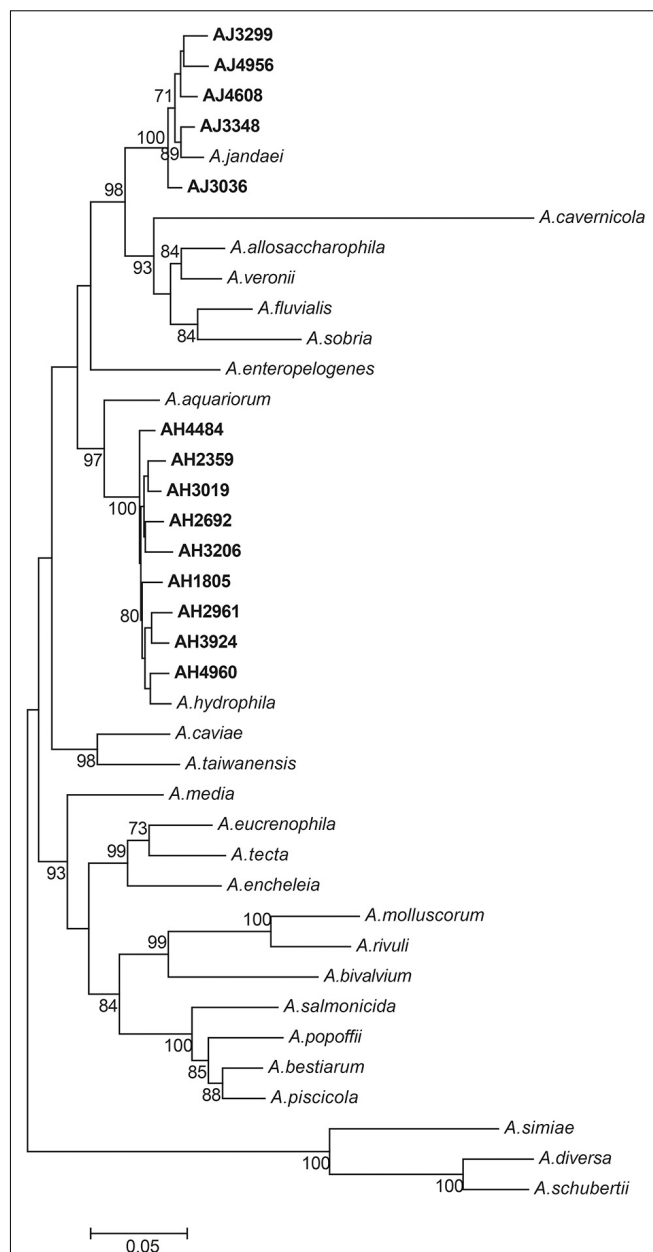 AJ3299
AJ4956
71
AJ4608
AJ3348
100
89
A.jandaei
98
AJ3036
A.cavernicola
84
A.allosaccharophila
93
A.veronii
A.fluvialis
84
A.sobria
A.enteropelogenes
A.aquariorum
AH4484
97
AH2359
AH3019
100
AH2692
AH3206
AH1805
80
AH2961
AH3924
AH4960
A.hydrophila
A.caviae
98
A.taiwanensis
A.media
73
A.eucrenophila
99
A.tecta
93
A.encheleia
100
A.molluscorum
99
A.rivuli
A.bivalvium
84
A.salmonicida
100
A.popoffii
85
A.bestiarum
88
A.piscicola
A.simiae
100
A.diversa
100
A.schubertii
0.05